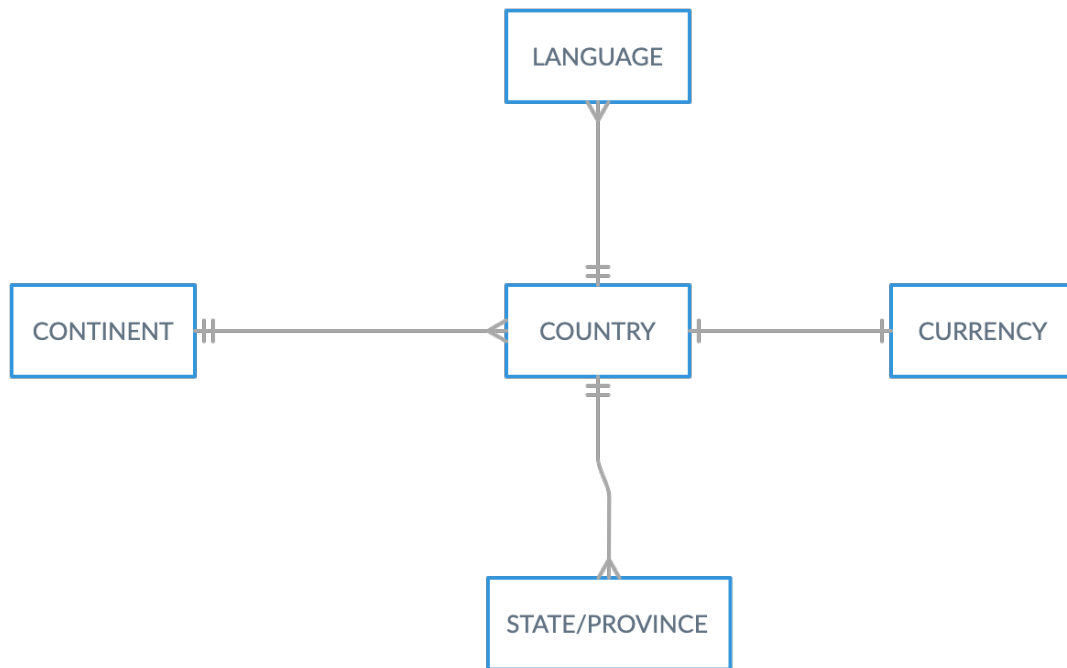 LANGUAGE
CONTINENT
COUNTRY
CURRENCY
STATE/PROVINCE